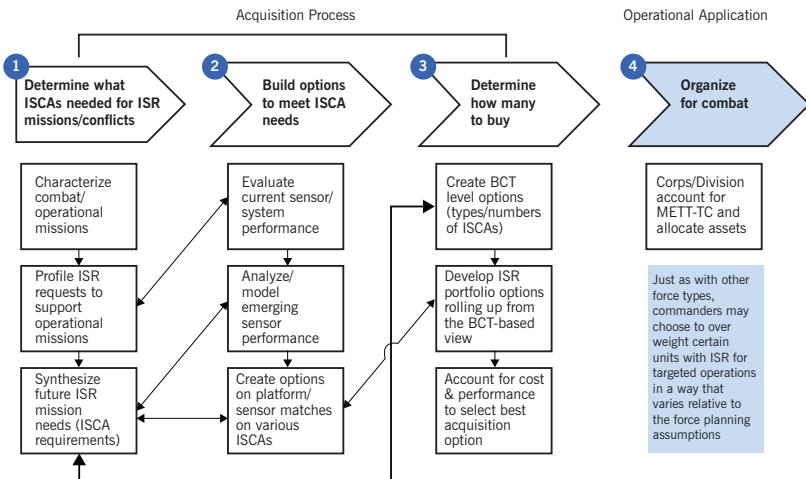 Acquisition Process
Operational Application
1
Determine what
ISCAs needed for ISR
missions/conflicts
2
Build options
to meet ISCA
needs
3
Determine
how many
to buy
4
Organize
for combat
Characterize
combat/
operational
missions
Profile ISR
requests to
support
operational
missions
Synthesize
future ISR
mission
needs (ISCA
requirements)
Evaluate
current sensor/
system
performance
Analyze/
model
emerging
sensor
performance
Create options
on platform/
sensor matches
on various
ISCAs
Create BCT
level options
(types/numbers
of ISCAs)
Develop ISR
portfolio options
rolling up from
the BCT-based
view
Account for cost
& performance
to select best
acquisition
option
Corps/Division
account for
METT-TC and
allocate assets
Just as with other
force types,
commanders may
choose to over
weight certain
units with ISR for
targeted operations
in a way that
varies relative to
the force planning
assumptions